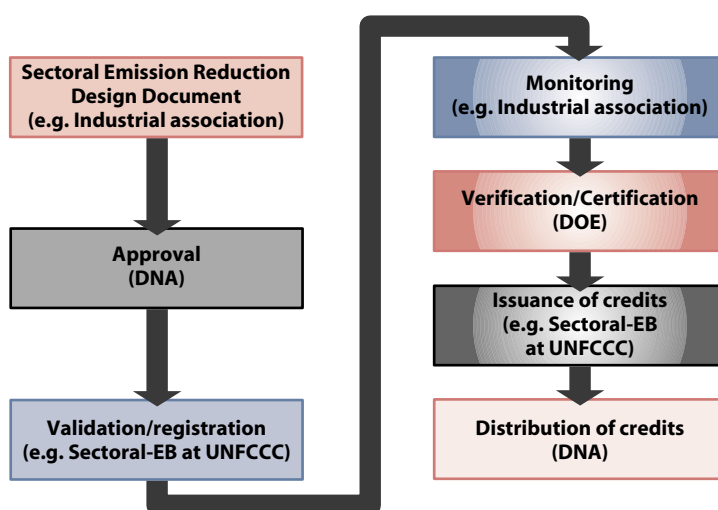 Sectoral Emission Reduction
Design Document
(e.g. Industrial association)
Approval
(DNA)
Validation/registration
(e.g. Sectoral-EB at UNFCCC)
Monitoring
(e.g. Industrial association)
Verification/Certification
(DOE)
Issuance of credits
(e.g. Sectoral-EB
at UNFCCC)
Distribution of credits
(DNA)